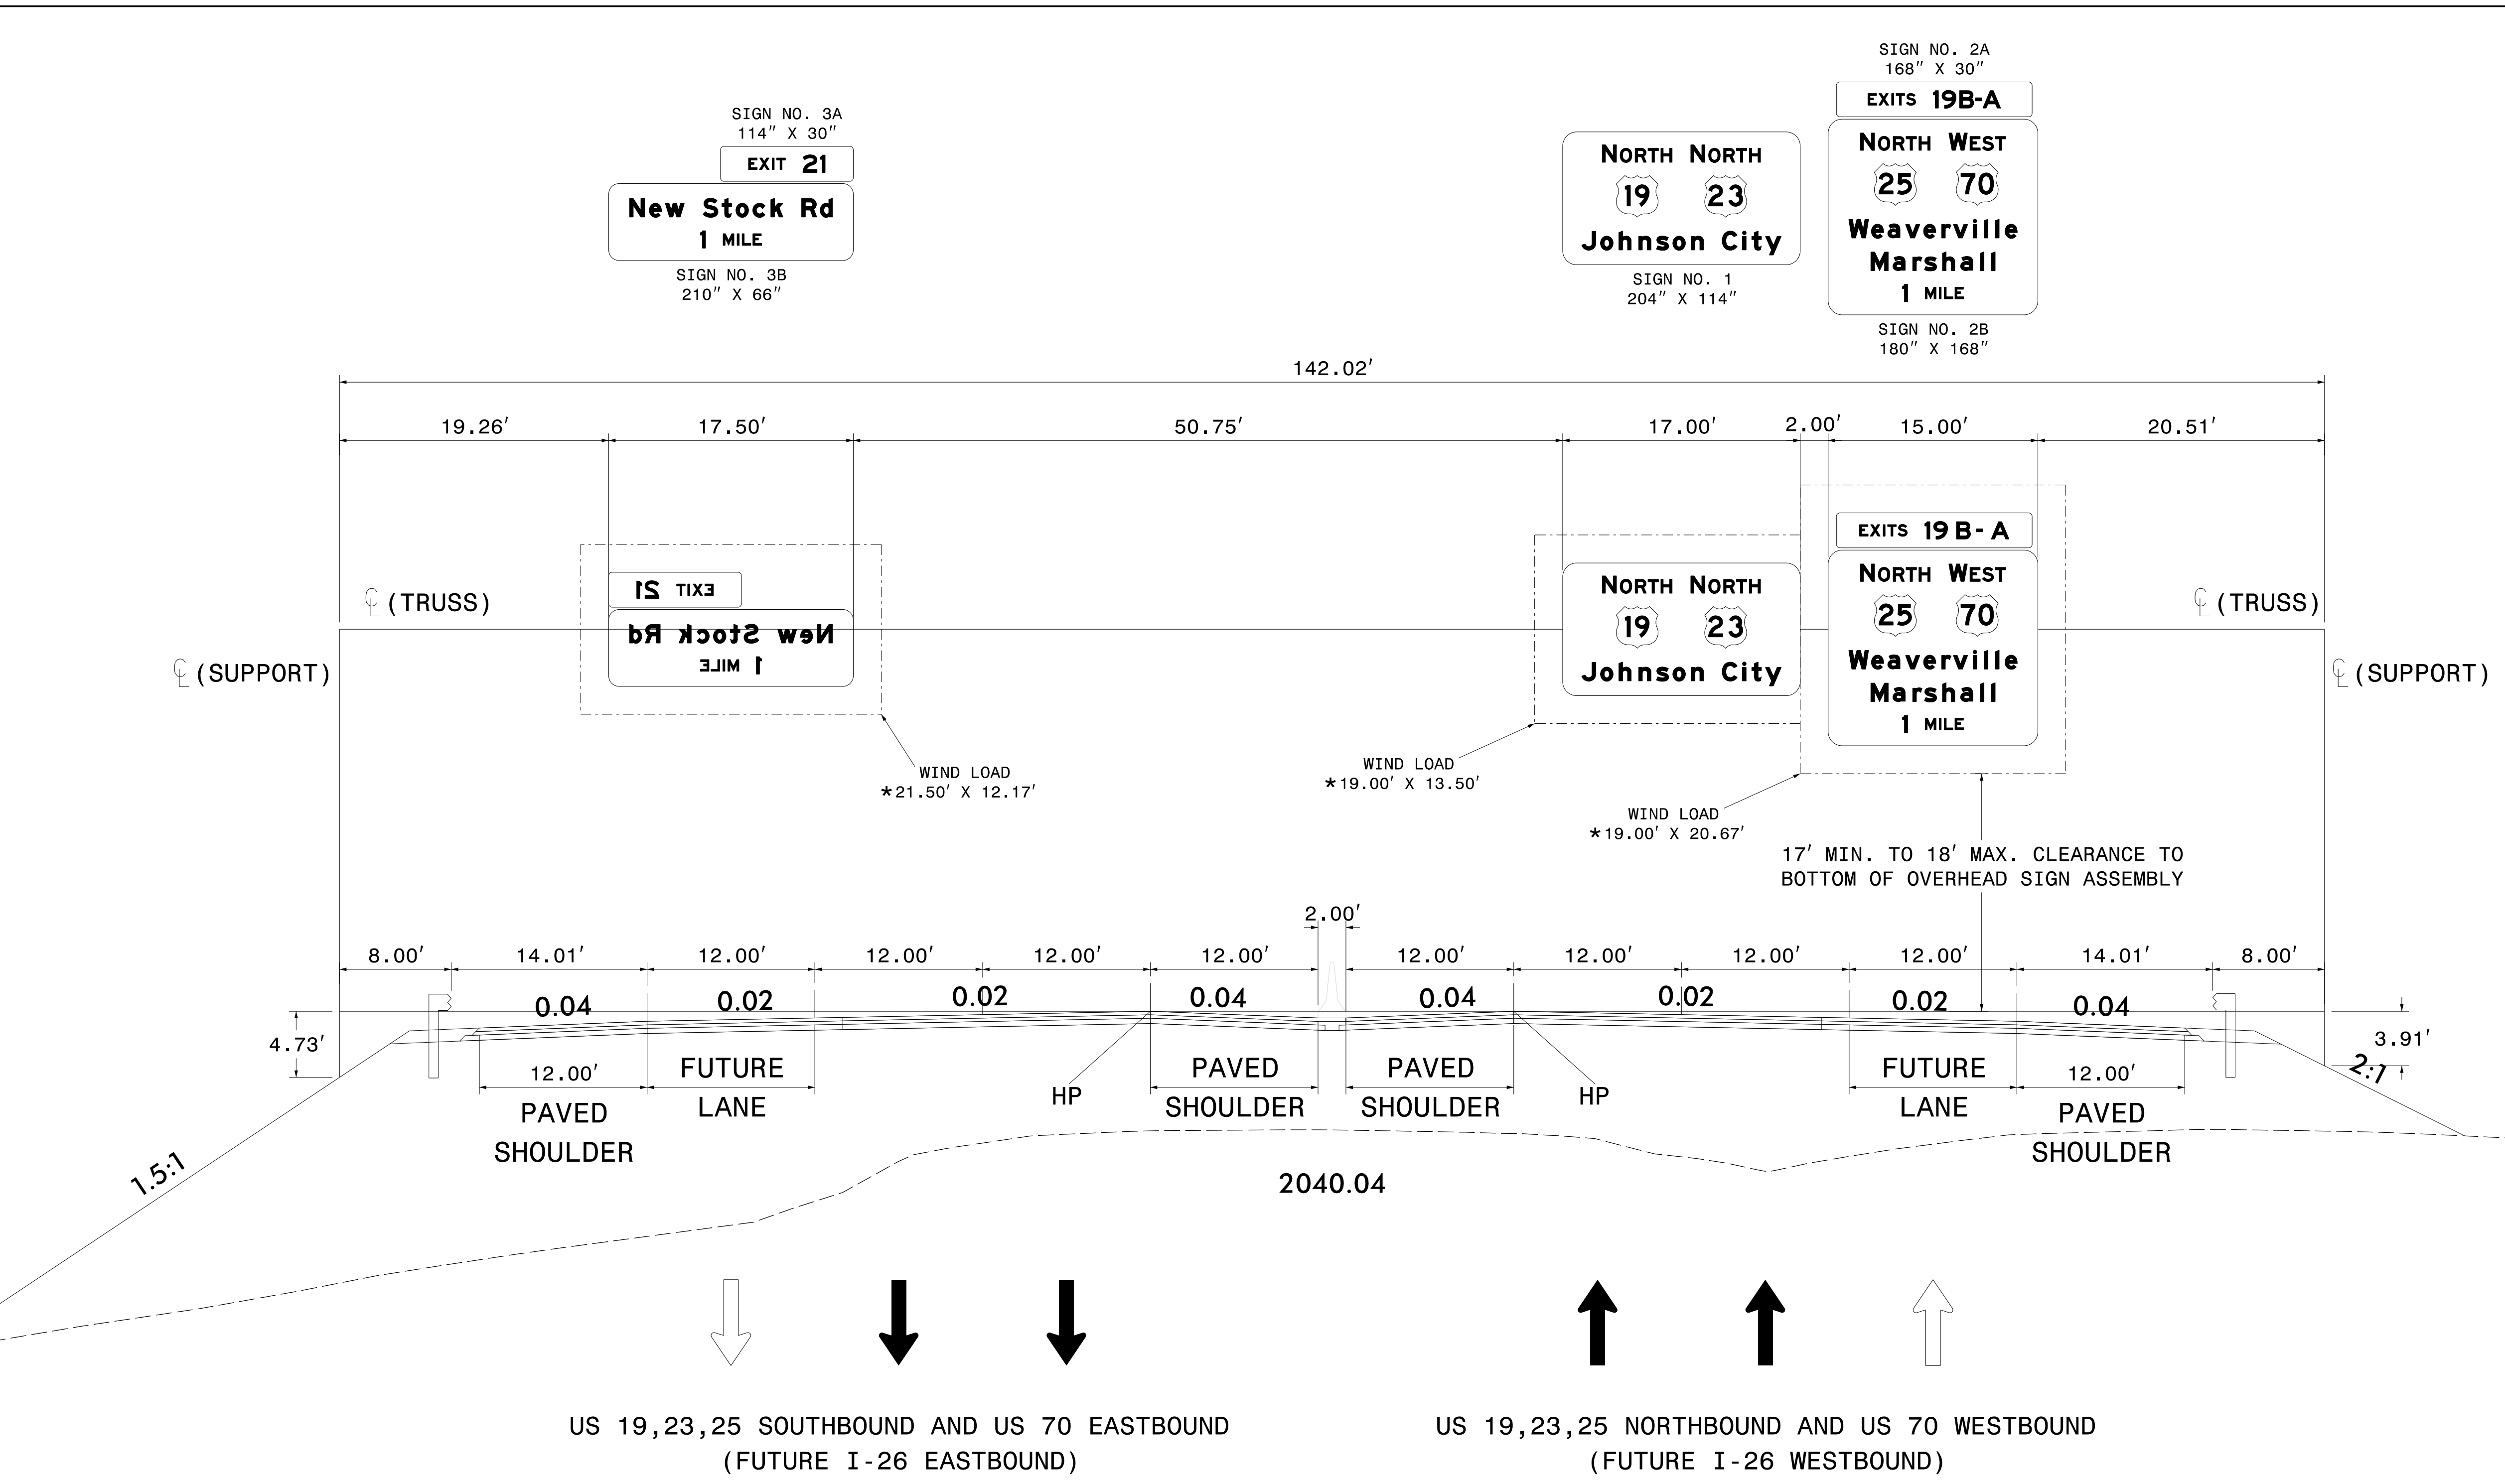 SIGN NO. 3A
114" X 30"
EXIT 21
New Stock Rd
1 MILE
SIGN NO. 3B
210" X 66"
NORTH NORTH
19 23
Johnson City
SIGN NO. 1
204" X 114"
SIGN NO. 2A
168" X 30"
EXITS 19B-A
NORTH WEST
25 70
Weaverville
Marshall
1 MILE
SIGN NO. 2B
180" X 168"
142.02'
19.26' 17.50' 50.75' 17.00' 2.00' 15.00' 20.51'
℄ (TRUSS)
℄ (SUPPORT)
EXIT 21
New Stock Rd
1 MILE
WIND LOAD
*21.50' X 12.17'
NORTH NORTH
19 23
Johnson City
WIND LOAD
*19.00' X 13.50'
EXITS 19B-A
NORTH WEST
25 70
Weaverville
Marshall
1 MILE
WIND LOAD
*19.00' X 20.67'
℄ (TRUSS)
℄ (SUPPORT)
17' MIN. TO 18' MAX. CLEARANCE TO
BOTTOM OF OVERHEAD SIGN ASSEMBLY
2.00'
8.00' 14.01' 12.00' 12.00' 12.00' 12.00' 12.00' 12.00' 12.00' 12.00' 14.01' 8.00'
0.04 0.02 0.02 0.04 0.04 0.02 0.02 0.04
4.73'
3.91'
12.00'
PAVED
SHOULDER
FUTURE
LANE
HP
PAVED
SHOULDER
PAVED
SHOULDER
HP
FUTURE
LANE
12.00'
PAVED
SHOULDER
1.5:1
2:1
2040.04
US 19,23,25 SOUTHBOUND AND US 70 EASTBOUND
(FUTURE I-26 EASTBOUND)
US 19,23,25 NORTHBOUND AND US 70 WESTBOUND
(FUTURE I-26 WESTBOUND)